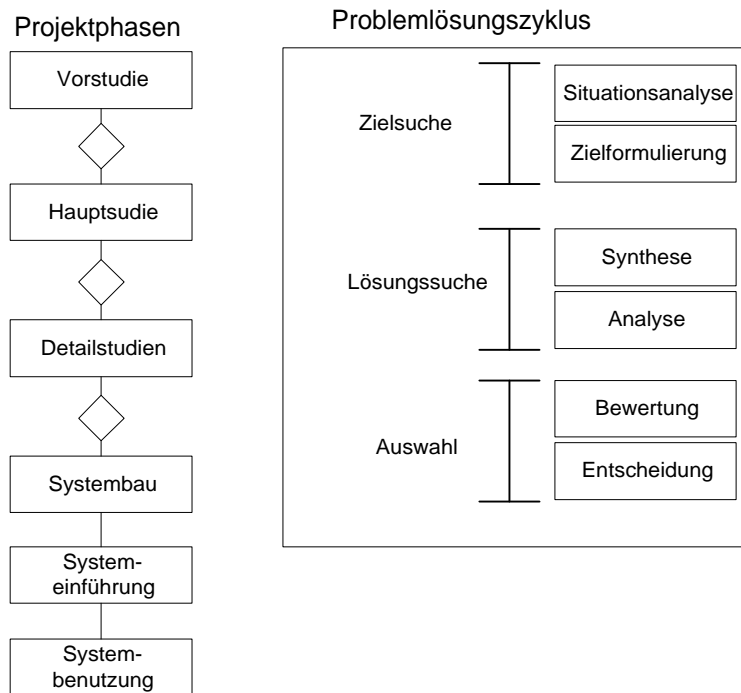 Projektphasen
Vorstudie
Hauptsudie
Detailstudien
Systembau
System-
einführung
System-
benutzung
Problemlösungszyklus
Zielsuche
Situationsanalyse
Zielformulierung
Lösungssuche
Synthese
Analyse
Auswahl
Bewertung
Entscheidung